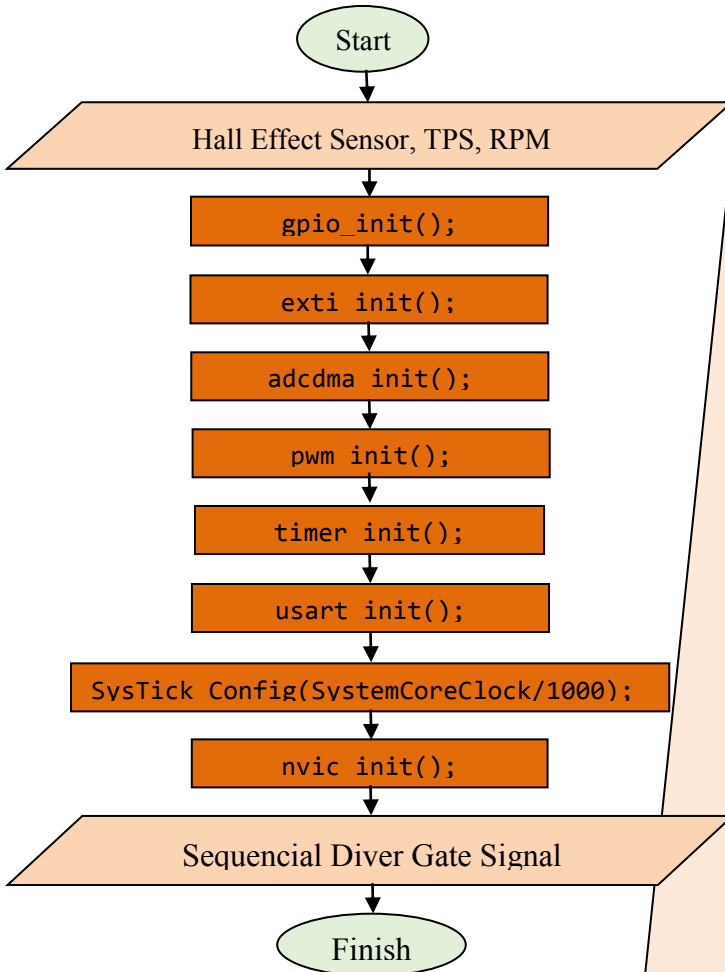 Start
Hall Effect Sensor, TPS, RPM
gpio_init();
exti init();
adcdma init();
pwm init();
timer init();
usart init();
SysTick Config(SystemCoreClock/1000);
nvic init();
Sequencial Diver Gate Signal
Finish